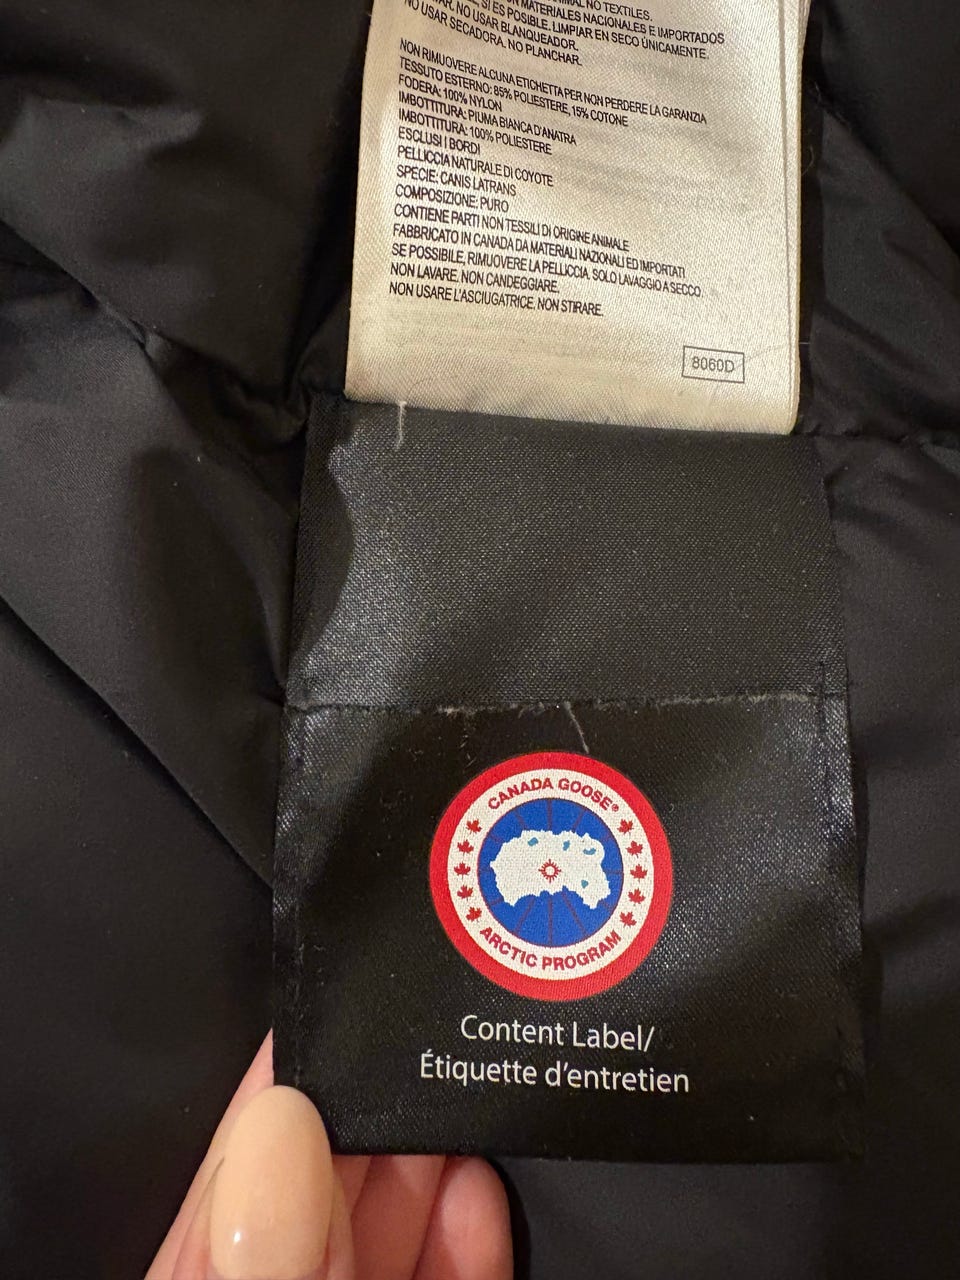 ANIMAL NO TEXTILES.
CON MATERIALES NACIONALES E IMPORTADOS
SI ES POSIBLE. LIMPIAR EN SECO ÚNICAMENTE.
NO USAR BLANQUEADOR.
NO USAR SECADORA. NO PLANCHAR.
NON RIMUOVERE ALCUNA ETICHETTA PER NON PERDERE LA GARANZIA
TESSUTO ESTERNO: 85% POLIESTERE, 15% COTONE
FODERA: 100% NYLON
IMBOTTITURA: PIUMA BIANCA D'ANATRA
IMBOTTITURA: 100% POLIESTERE
ESCLUSI I BORDI
PELLICCIA NATURALE DI COYOTE
SPECIE: CANIS LATRANS
COMPOSIZIONE: PURO
CONTIENE PARTI NON TESSILI DI ORIGINE ANIMALE
FABBRICATO IN CANADA DA MATERIALI NAZIONALI ED IMPORTATI
SE POSSIBILE, RIMUOVERE LA PELLICCIA. SOLO LAVAGGIO A SECCO.
NON LAVARE. NON CANDEGGIARE.
NON USARE L'ASCIUGATRICE. NON STIRARE.
8060D
CANADA GOOSE®
ARCTIC PROGRAM
Content Label/
Étiquette d'entretien